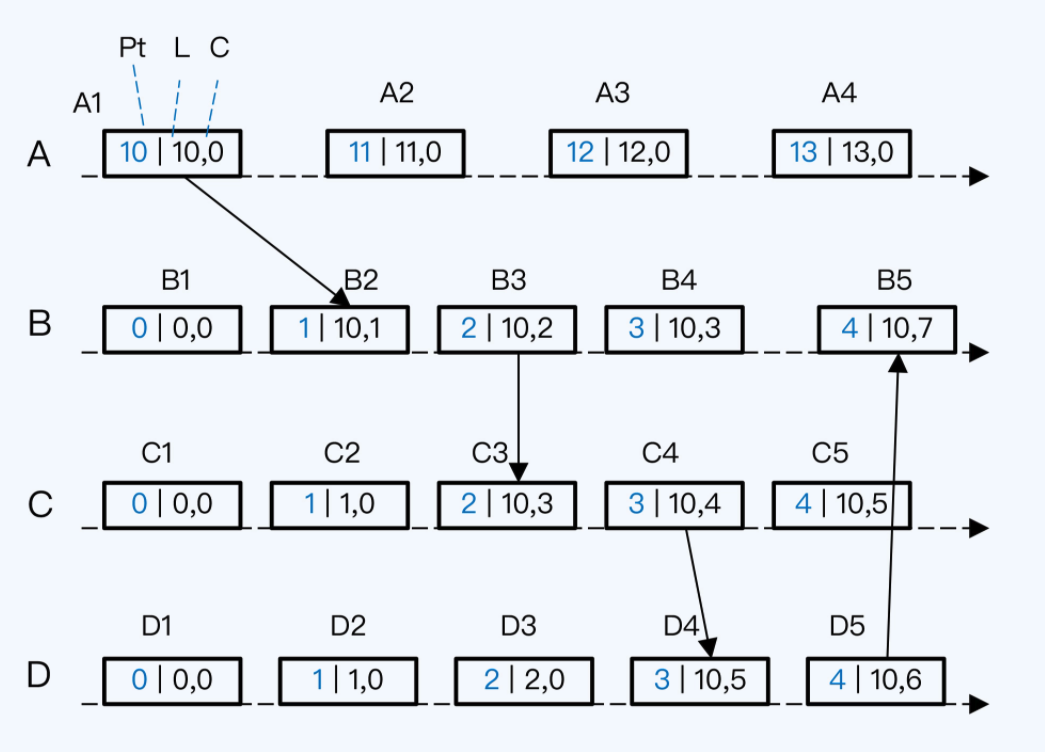 Pt L C
A1 A2 A3 A4
A 10 | 10,0 11 | 11,0 12 | 12,0 13 | 13,0
B1 B2 B3 B4 B5
B 0 | 0,0 1 | 10,1 2 | 10,2 3 | 10,3 4 | 10,7
C1 C2 C3 C4 C5
C 0 | 0,0 1 | 1,0 2 | 10,3 3 | 10,4 4 | 10,5
D1 D2 D3 D4 D5
D 0 | 0,0 1 | 1,0 2 | 2,0 3 | 10,5 4 | 10,6